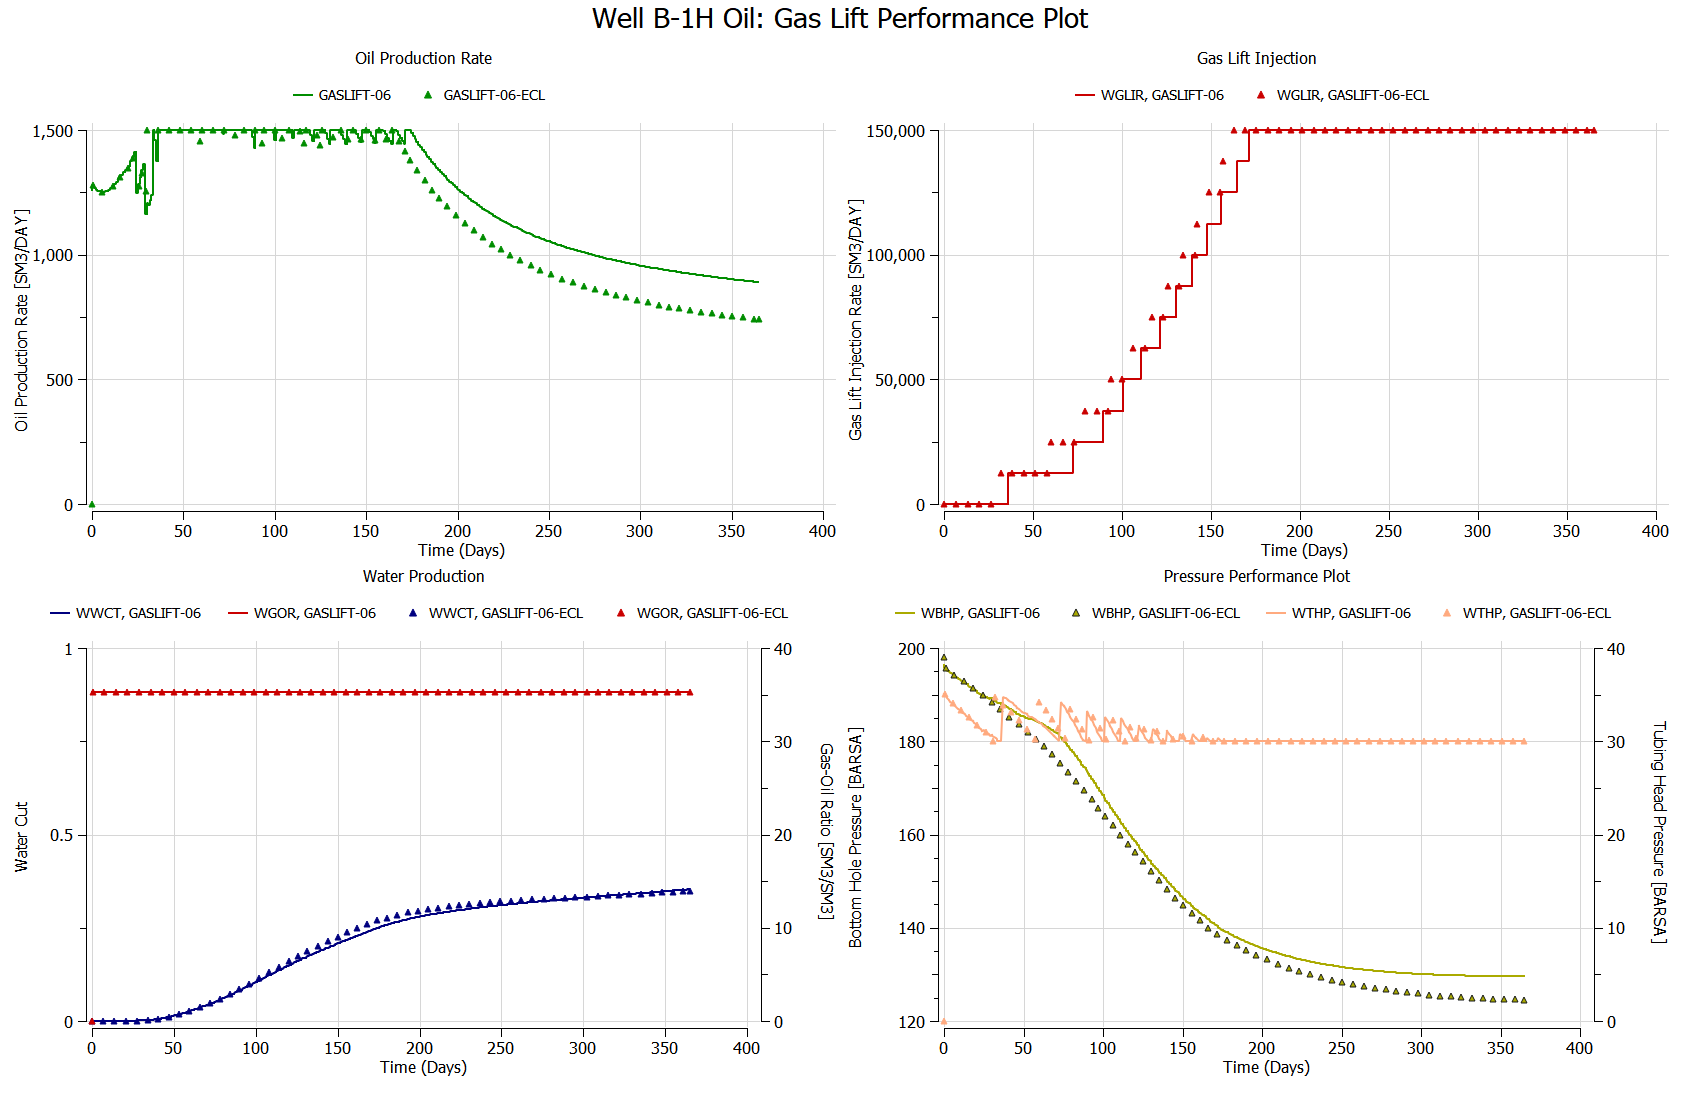 Well B-1H Oil: Gas Lift Performance Plot
Oil Production Rate
GASLIFT-06
GASLIFT-06-ECL
Oil Production Rate [SM3/DAY]
1,500
1,000
500
0
0 50 100 150 200 250 300 350 400
Time (Days)
Gas Lift Injection
WGLIR, GASLIFT-06
WGLIR, GASLIFT-06-ECL
Gas Lift Injection Rate [SM3/DAY]
150,000
100,000
50,000
0
0 50 100 150 200 250 300 350 400
Time (Days)
Water Production
WWCT, GASLIFT-06
WGOR, GASLIFT-06
WWCT, GASLIFT-06-ECL
WGOR, GASLIFT-06-ECL
Water Cut
1
0.5
0
40
30
20
10
0
Gas-Oil Ratio [SM3/SM3]
0 50 100 150 200 250 300 350 400
Time (Days)
Pressure Performance Plot
WBHP, GASLIFT-06
WBHP, GASLIFT-06-ECL
WTHP, GASLIFT-06
WTHP, GASLIFT-06-ECL
Bottom Hole Pressure [BARSA]
200
180
160
140
120
40
30
20
10
0
Tubing Head Pressure [BARSA]
0 50 100 150 200 250 300 350 400
Time (Days)